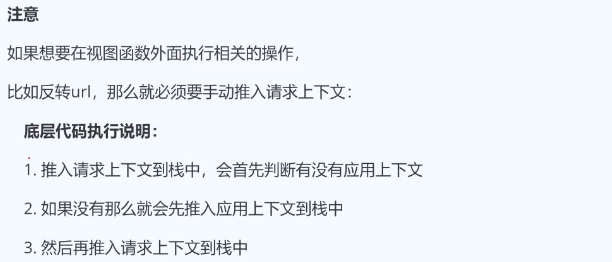 注意
如果想要在视图函数外面执行相关的操作，
比如反转url，那么就必须要手动推入请求上下文：
底层代码执行说明：
1. 推入请求上下文到栈中，会首先判断有没有应用上下文
2. 如果没有那么就会先推入应用上下文到栈中
3. 然后再推入请求上下文到栈中